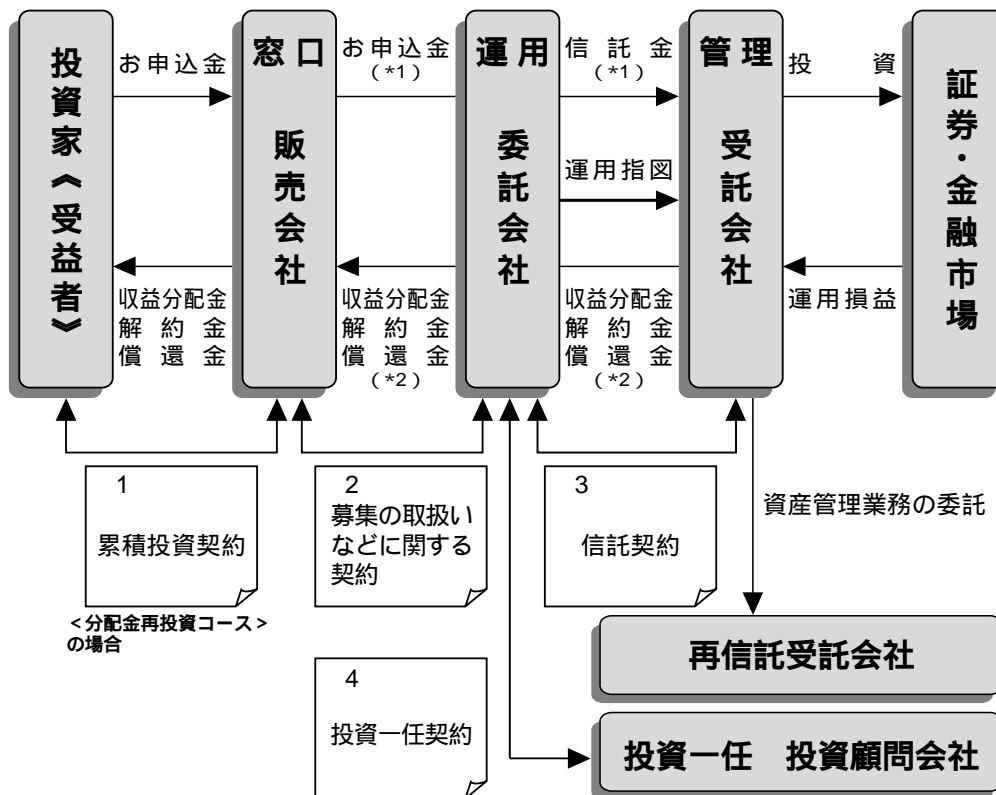 投資家《受益者》
お申込金
収益分配金
解約金
償還金
窓口 販売会社
お申込金
(*1)
収益分配金
解約金
償還金
(*2)
運用 委託会社
信託金
(*1)
運用指図
収益分配金
解約金
償還金
(*2)
管理 受託会社
投資
運用損益
証券・金融市場
1
累積投資契約
<分配金再投資コース>
の場合
2
募集の取扱い
などに関する
契約
3
信託契約
資産管理業務の委託
再信託受託会社
4
投資一任契約
投資一任 投資顧問会社